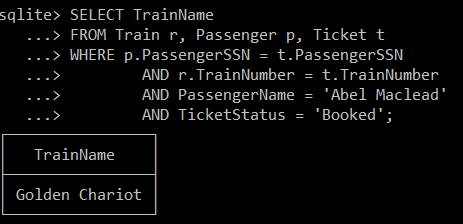 sqlite> SELECT TrainName
...> FROM Train r, Passenger p, Ticket t
...> WHERE p.PassengerSSN = t.PassengerSSN
...> AND r.TrainNumber = t.TrainNumber
...> AND PassengerName = 'Abel Maclead'
...> AND TicketStatus = 'Booked';
TrainName
Golden Chariot